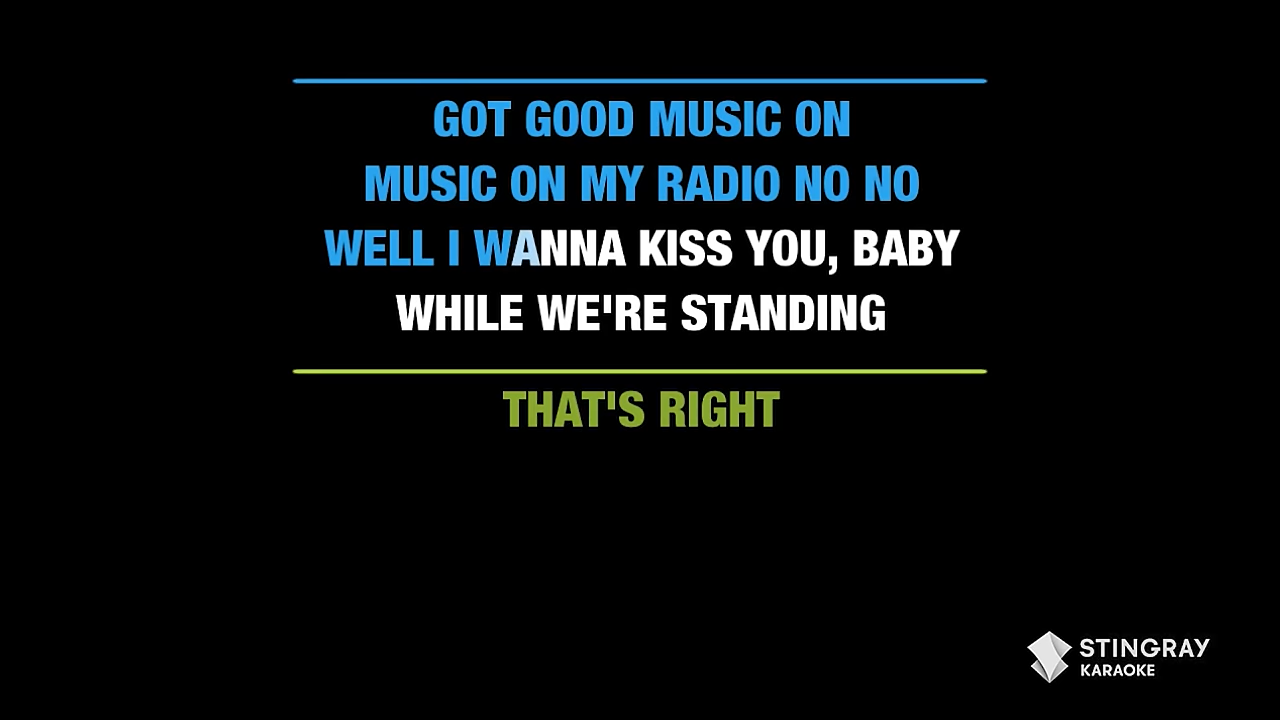 GOT GOOD MUSIC ON
MUSIC ON MY RADIO NO NO
WELL I WANNA KISS YOU, BABY
WHILE WE'RE STANDING
THAT'S RIGHT
STINGRAY
KARAOKE